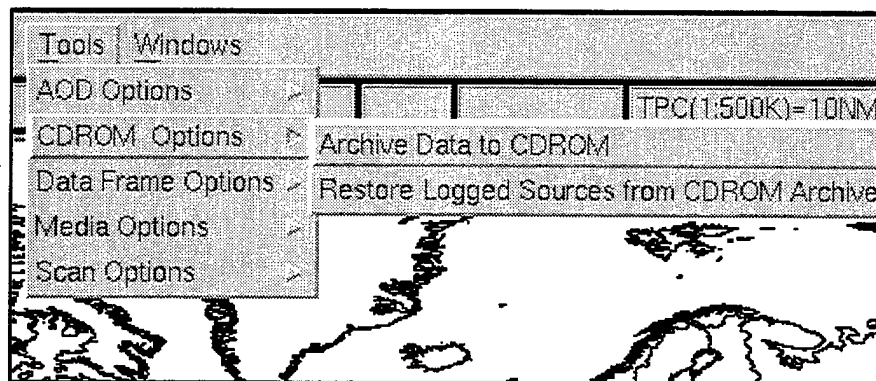 Tools Windows
AOD Options
TPC(1:500K)=10NM
CDROM Options
Archive Data to CDROM
Restore Logged Sources from CDROM Archive
Data Frame Options
Media Options
Scan Options